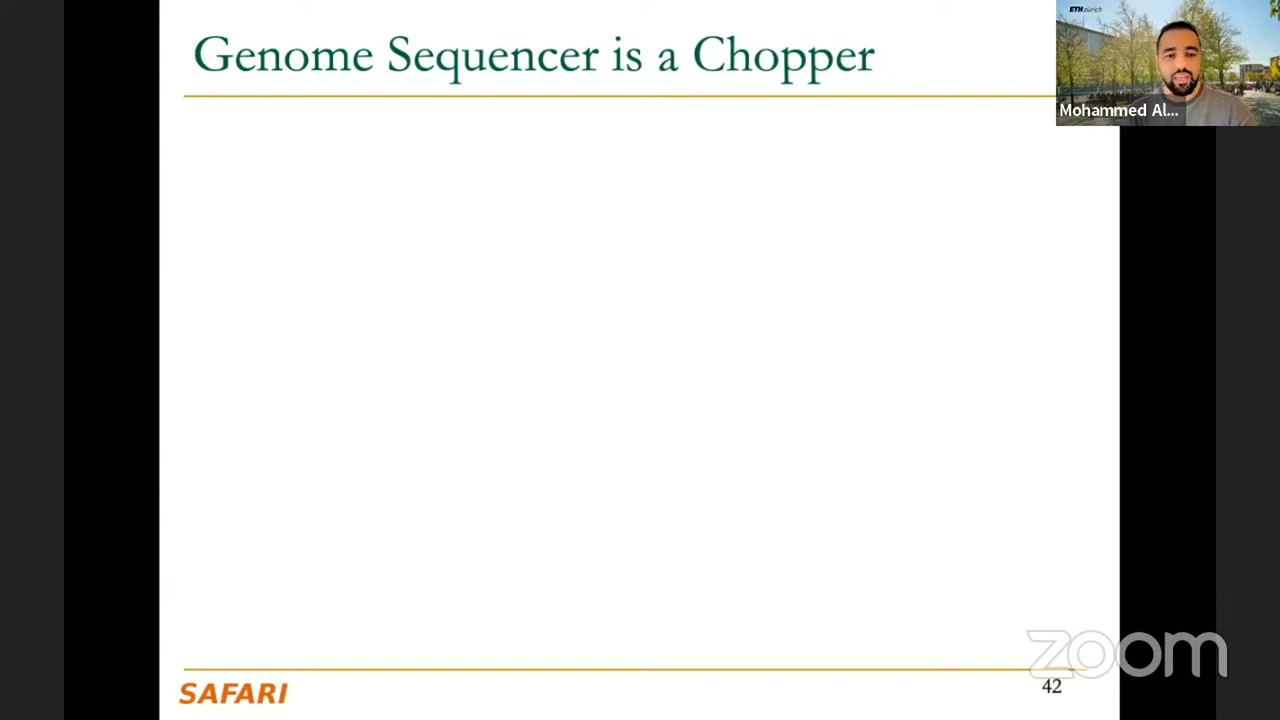 Genome Sequencer is a Chopper
ETH zürich
Mohammed Al...
zoom
SAFARI
42